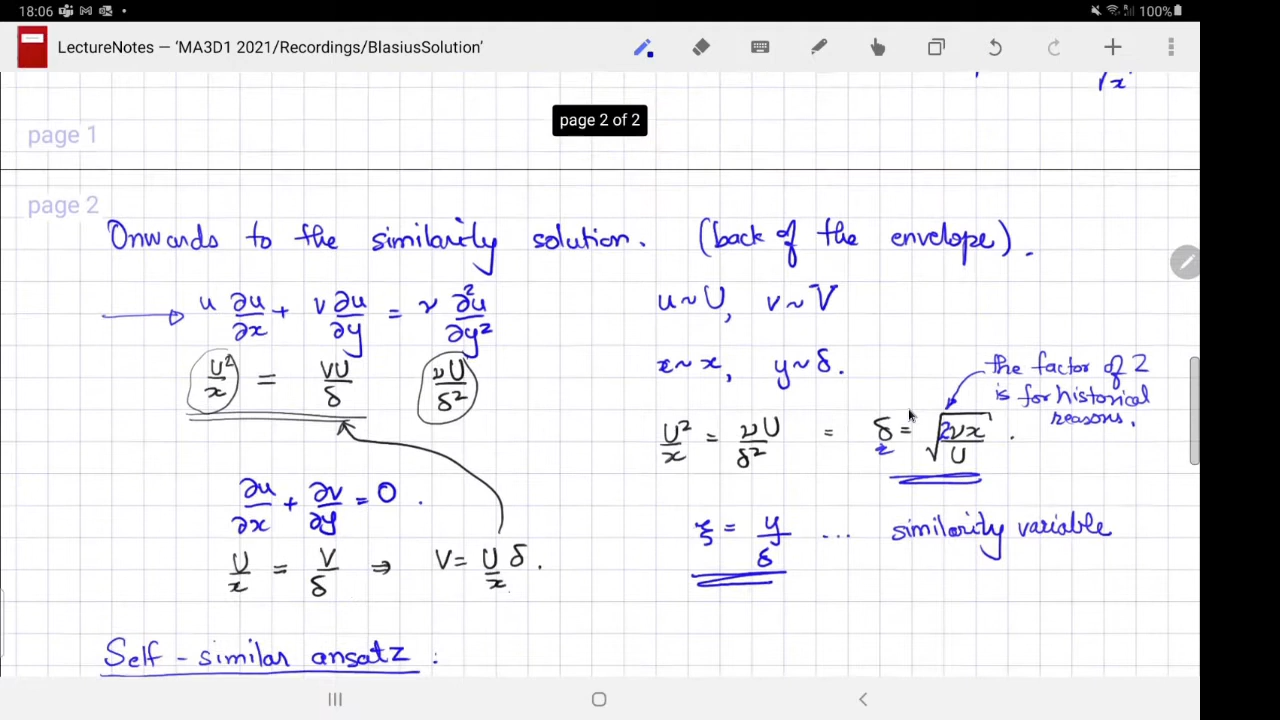 18:06 100%
LectureNotes — 'MA3D1 2021/Recordings/BlasiusSolution'
√x
page 1
page 2 of 2
page 2
Onwards to the similarity solution. (back of the envelope).
u ∂u/∂x + v ∂u/∂y = ν ∂²u/∂y²
u ~ U, v ~ V
U²/x = VU/δ νU/δ²
x ~ x, y ~ δ.
the factor of 2
is for historical
reasons.
U²/x = νU/δ² = δ = √(2νx/U) .
∂u/∂x + ∂v/∂y = 0 .
ξ = y/δ ... similarity variable
U/x = V/δ ⇒ V = U/x δ .
Self - similar ansatz :